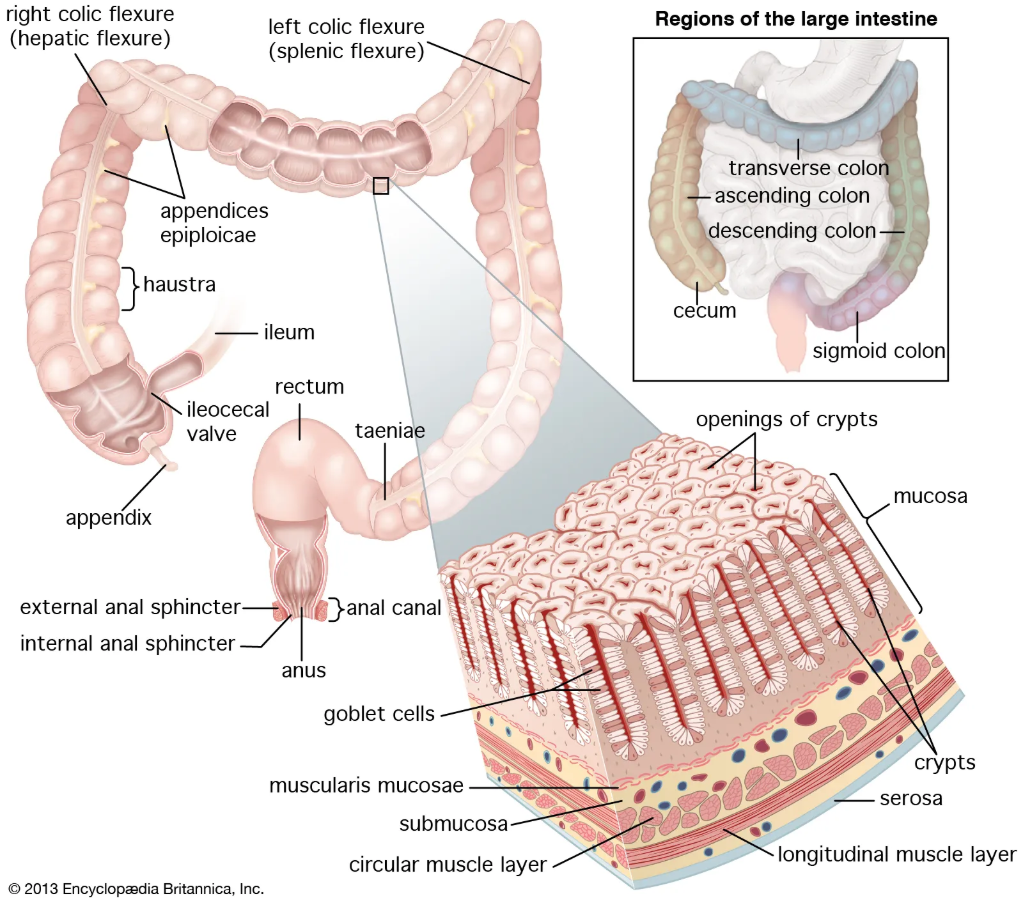 right colic flexure
(hepatic flexure)
left colic flexure
(splenic flexure)
Regions of the large intestine
transverse colon
ascending colon
descending colon
cecum
sigmoid colon
appendices
epiploicae
haustra
ileum
rectum
ileocecal
valve
taeniae
appendix
openings of crypts
mucosa
external anal sphincter
anal canal
internal anal sphincter
anus
goblet cells
crypts
muscularis mucosae
serosa
submucosa
circular muscle layer
longitudinal muscle layer
© 2013 Encyclopædia Britannica, Inc.